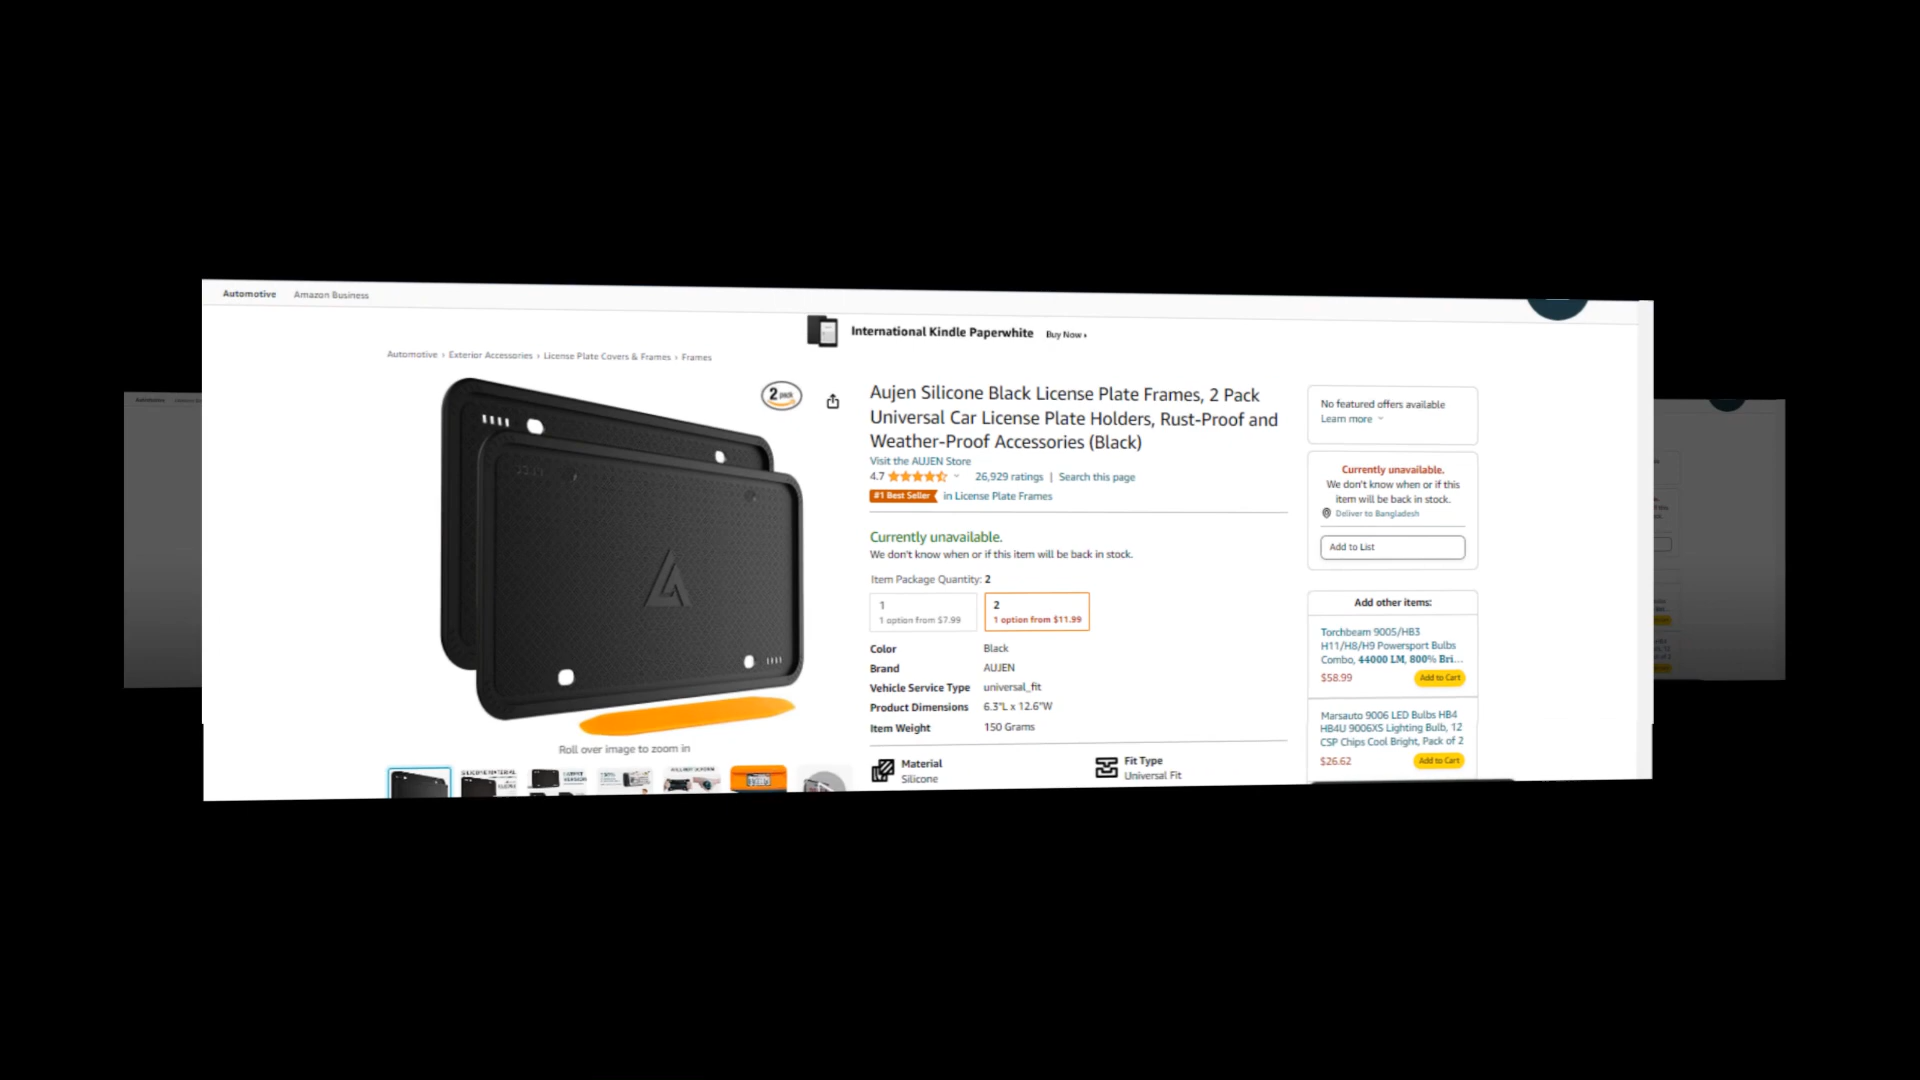 Automotive Amazon Business
International Kindle Paperwhite Buy Now ›
Automotive › Exterior Accessories › License Plate Covers & Frames › Frames
2 pack
Aujen Silicone Black License Plate Frames, 2 Pack
Universal Car License Plate Holders, Rust-Proof and
Weather-Proof Accessories (Black)
Visit the AUJEN Store
4.7 26,929 ratings | Search this page
#1 Best Seller in License Plate Frames
Currently unavailable.
We don't know when or if this item will be back in stock.
Item Package Quantity: 2
1
1 option from $7.99
2
1 option from $11.99
Color Black
Brand AUJEN
Vehicle Service Type universal_fit
Product Dimensions 6.3"L x 12.6"W
Item Weight 150 Grams
Material
Silicone
Fit Type
Universal Fit
Roll over image to zoom in
SILICONE MATERIAL
No featured offers available
Learn more
Currently unavailable.
We don't know when or if this
item will be back in stock.
Deliver to Bangladesh
Add to List
Add other items:
Torchbeam 9005/HB3
H11/H8/H9 Powersport Bulbs
Combo, 44000 LM, 800% Bri...
$58.99 Add to Cart
Marsauto 9006 LED Bulbs HB4
HB4U 9006XS Lighting Bulb, 12
CSP Chips Cool Bright, Pack of 2
$26.62 Add to Cart